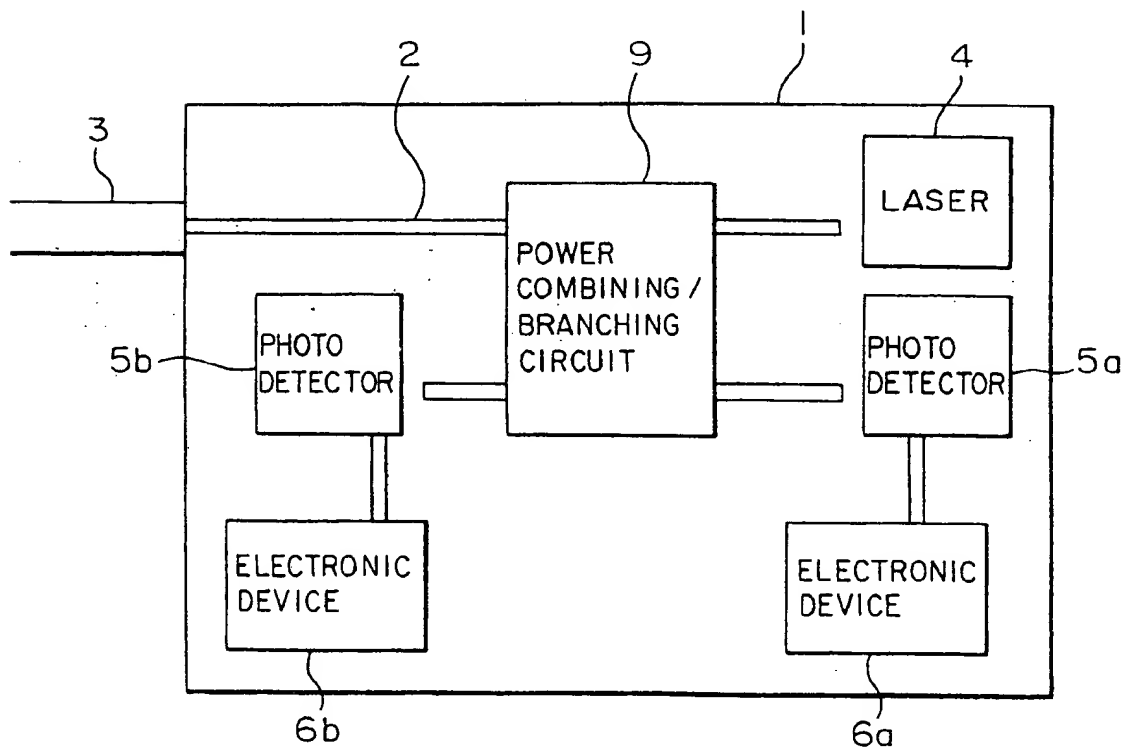 1
2
9
4
3
LASER
POWER
COMBINING/
BRANCHING
CIRCUIT
PHOTO
DETECTOR
5b
PHOTO
DETECTOR
5a
ELECTRONIC
DEVICE
6b
ELECTRONIC
DEVICE
6a